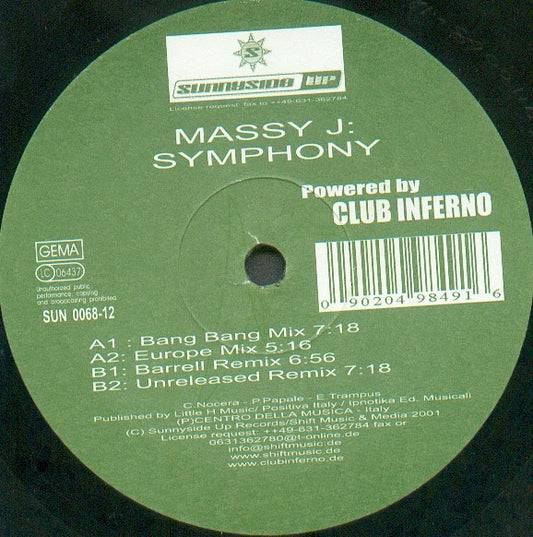 S
SUNNYSIDE UP
License request: fax to ++49-631-362784
MASSY J:
SYMPHONY
Powered by
CLUB INFERNO
GEMA
LC 06437
Unauthorized public
performance, copying
and broadcasting prohibited
SUN 0068-12
0 90204 98491 6
A1 : Bang Bang Mix 7:18
A2: Europe Mix 5:16
B1: Barrell Remix 6:56
B2: Unreleased Remix 7:18
C.Nocera - P.Papale - E.Trampus
Published by Little H Music/ Positiva Italy / Ipnotika Ed. Musicali
(P)CENTRO DELLA MUSICA - Italy
(C) Sunnyside Up Records/Shift Music & Media 2001
License request: ++49-631-362784 fax or
0631362780@t-online.de
info@shiftmusic.de
www.shiftmusic.de
www.clubinferno.de